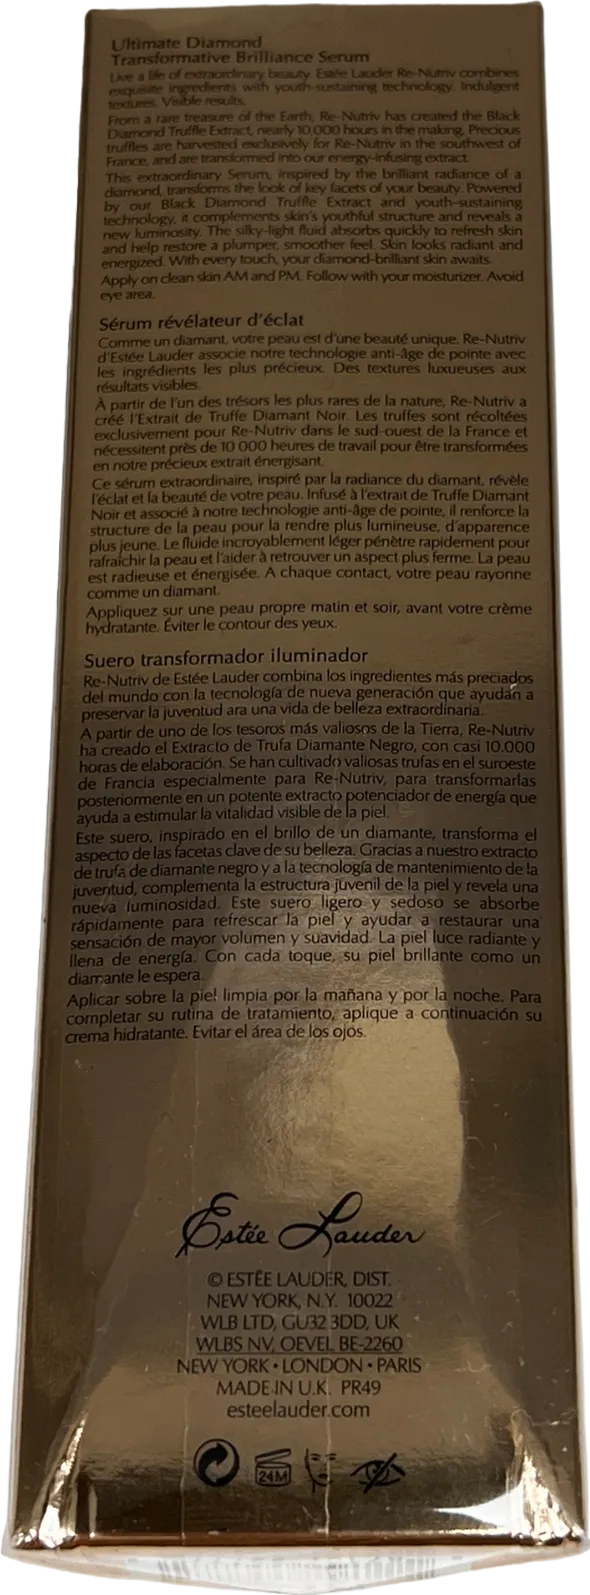 Ultimate Diamond
Transformative Brilliance Serum
Live a life of extraordinary beauty. Estée Lauder Re-Nutriv combines
exquisite ingredients with youth-sustaining technology. Indulgent
textures. Visible results.
From a rare treasure of the Earth, Re-Nutriv has created the Black
Diamond Truffle Extract, nearly 10,000 hours in the making. Precious
truffles are harvested exclusively for Re-Nutriv in the southwest of
France, and are transformed into our energy-infusing extract.
This extraordinary Serum, inspired by the brilliant radiance of a
diamond, transforms the look of key facets of your beauty. Powered
by our Black Diamond Truffle Extract and youth-sustaining
technology, it complements skin's youthful structure and reveals a
new luminosity. The silky-light fluid absorbs quickly to refresh skin
and help restore a plumper, smoother feel. Skin looks radiant and
energized. With every touch, your diamond-brilliant skin awaits.
Apply on clean skin AM and PM. Follow with your moisturizer. Avoid
eye area.
Sérum révélateur d'éclat
Comme un diamant, votre peau est d'une beauté unique. Re-Nutriv
d'Estée Lauder associe notre technologie anti-âge de pointe avec
les ingrédients les plus précieux. Des textures luxueuses aux
résultats visibles.
À partir de l'un des trésors les plus rares de la nature, Re-Nutriv a
créé l'Extrait de Truffe Diamant Noir. Les truffes sont récoltées
exclusivement pour Re-Nutriv dans le sud-ouest de la France et
nécessitent près de 10 000 heures de travail pour être transformées
en notre précieux extrait énergisant.
Ce sérum extraordinaire, inspiré par la radiance du diamant, révèle
l'éclat et la beauté de votre peau. Infusé à l'extrait de Truffe Diamant
Noir et associé à notre technologie anti-âge de pointe, il renforce la
structure de la peau pour la rendre plus lumineuse, d'apparence
plus jeune. Le fluide incroyablement léger pénètre rapidement pour
rafraîchir la peau et l'aider à retrouver un aspect plus ferme. La peau
est radieuse et énergisée. A chaque contact, votre peau rayonne
comme un diamant.
Appliquez sur une peau propre matin et soir, avant votre crème
hydratante. Éviter le contour des yeux.
Suero transformador iluminador
Re-Nutriv de Estée Lauder combina los ingredientes más preciados
del mundo con la tecnología de nueva generación que ayudan a
preservar la juventud ara una vida de belleza extraordinaria.
A partir de uno de los tesoros más valiosos de la Tierra, Re-Nutriv
ha creado el Extracto de Trufa Diamante Negro, con casi 10.000
horas de elaboración. Se han cultivado valiosas trufas en el suroeste
de Francia especialmente para Re-Nutriv, para transformarlas
posteriormente en un potente extracto potenciador de energía que
ayuda a estimular la vitalidad visible de la piel.
Este suero, inspirado en el brillo de un diamante, transforma el
aspecto de las facetas clave de su belleza. Gracias a nuestro extracto
de trufa de diamante negro y a la tecnología de mantenimiento de la
juventud, complementa la estructura juvenil de la piel y revela una
nueva luminosidad. Este suero ligero y sedoso se absorbe
rápidamente para refrescar la piel y ayudar a restaurar una
sensación de mayor volumen y suavidad. La piel luce radiante y
llena de energía. Con cada toque, su piel brillante como un
diamante le espera.
Aplicar sobre la piel limpia por la mañana y por la noche. Para
completar su rutina de tratamiento, aplique a continuación su
crema hidratante. Evitar el área de los ojos.
Estée Lauder
© ESTÉE LAUDER, DIST.
NEW YORK, N.Y. 10022
WLB LTD, GU32 3DD, UK
WLBS NV, OEVEL BE-2260
NEW YORK • LONDON • PARIS
MADE IN U.K. PR49
esteelauder.com
24M